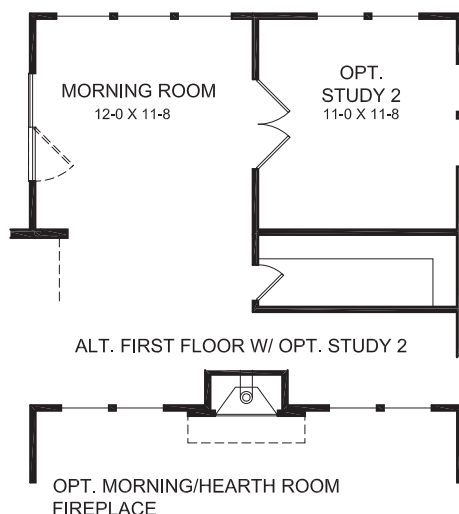 MORNING ROOM
12-0 X 11-8
OPT.
STUDY 2
11-0 X 11-8
ALT. FIRST FLOOR W/ OPT. STUDY 2
OPT. MORNING/HEARTH ROOM
FIREPLACE